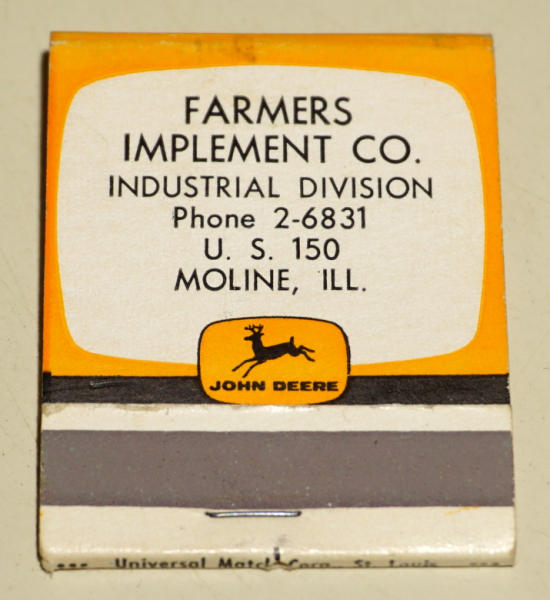 FARMERS
IMPLEMENT CO.
INDUSTRIAL DIVISION
Phone 2-6831
U. S. 150
MOLINE, ILL.
JOHN DEERE
Universal Match Corp. St. Louis